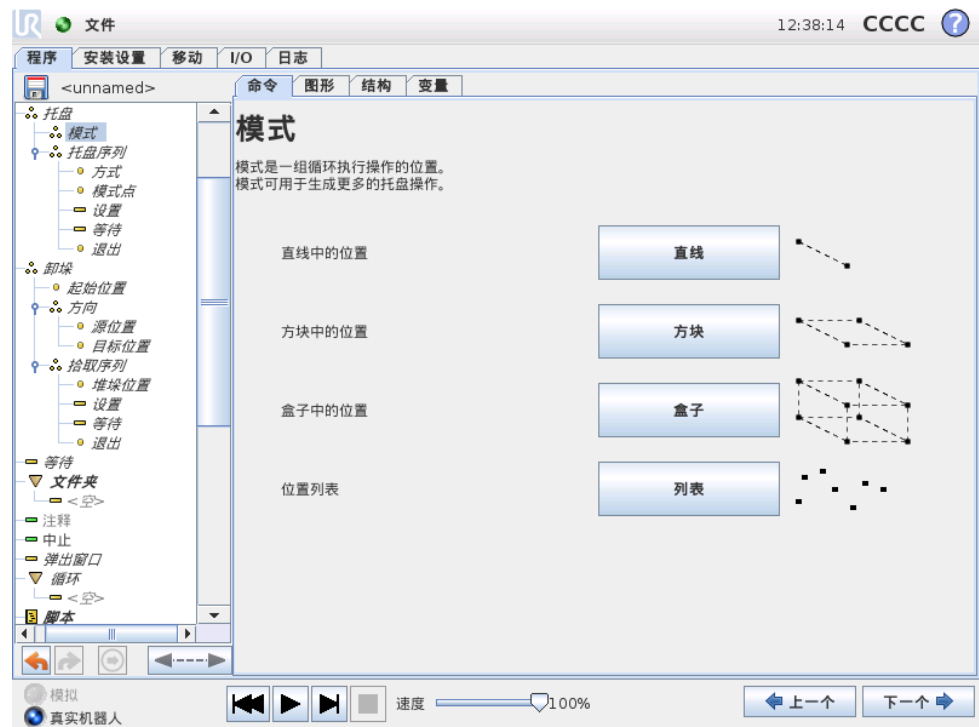 UR 文件 12:38:14 CCCC ?
程序 安装设置 移动 I/O 日志
<unnamed>
命令 图形 结构 变量
托盘
模式
托盘序列
方式
模式点
设置
等待
退出
卸垛
起始位置
方向
源位置
目标位置
拾取序列
堆垛位置
设置
等待
退出
等待
文件夹
<空>
注释
中止
弹出窗口
循环
<空>
脚本
模式
模式是一组循环执行操作的位置。
模式可用于生成更多的托盘操作。
直线中的位置 直线
方块中的位置 方块
盒子中的位置 盒子
位置列表 列表
模拟
真实机器人
速度 100%
上一个 下一个